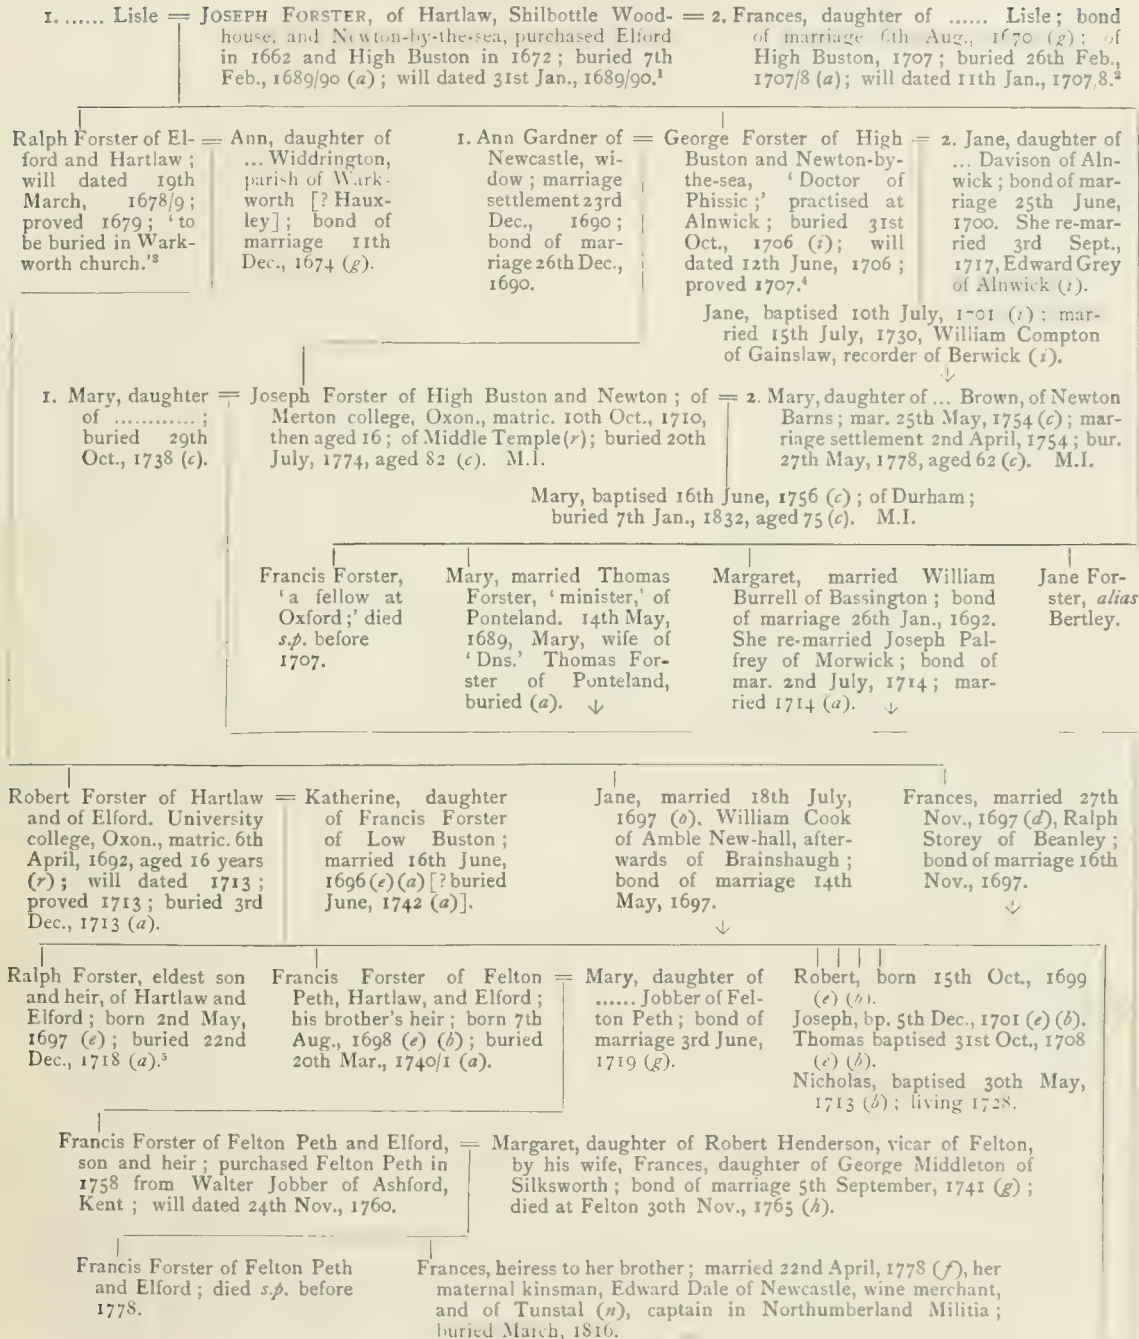 1. ...... Lisle = JOSEPH FORSTER, of Hartlaw, Shilbottle Wood-
house, and Newton-by-the-sea, purchased Elford
in 1662 and High Buston in 1672; buried 7th
Feb., 1689/90 (a); will dated 31st Jan., 1689/90.¹
= 2. Frances, daughter of ...... Lisle; bond
of marriage 6th Aug., 1670 (g); of
High Buston, 1707; buried 26th Feb.,
1707/8 (a); will dated 11th Jan., 1707/8.²
Ralph Forster of El-
ford and Hartlaw;
will dated 19th
March, 1678/9;
proved 1679; 'to
be buried in Wark-
worth church.'³
= Ann, daughter of
... Widdrington,
parish of Wark-
worth [? Haux-
ley]; bond of
marriage 11th
Dec., 1674 (g).
1. Ann Gardner of
Newcastle, wi-
dow; marriage
settlement 23rd
Dec., 1690;
bond of mar-
riage 26th Dec.,
1690.
= George Forster of High
Buston and Newton-by-
the-sea, 'Doctor of
Phissic;' practised at
Alnwick; buried 31st
Oct., 1706 (i); will
dated 12th June, 1706;
proved 1707.⁴
= 2. Jane, daughter of
... Davison of Aln-
wick; bond of mar-
riage 25th June,
1700. She re-mar-
ried 3rd Sept.,
1717, Edward Grey
of Alnwick (i).
Jane, baptised 10th July, 1701 (i); mar-
ried 15th July, 1730, William Compton
of Gainslaw, recorder of Berwick (i).
1. Mary, daughter
of ............;
buried 29th
Oct., 1738 (c).
= Joseph Forster of High Buston and Newton; of
Merton college, Oxon., matric. 10th Oct., 1710,
then aged 16; of Middle Temple (r); buried 20th
July, 1774, aged 82 (c). M.I.
= 2. Mary, daughter of ... Brown, of Newton
Barns; mar. 25th May, 1754 (c); mar-
riage settlement 2nd April, 1754; bur.
27th May, 1778, aged 62 (c). M.I.
Mary, baptised 16th June, 1756 (c); of Durham;
buried 7th Jan., 1832, aged 75 (c). M.I.
Francis Forster,
'a fellow at
Oxford;' died
s.p. before
1707.
Mary, married Thomas
Forster, 'minister,' of
Ponteland. 14th May,
1689, Mary, wife of
'Dns.' Thomas For-
ster of Ponteland,
buried (a).
Margaret, married William
Burrell of Bassington; bond
of marriage 26th Jan., 1692.
She re-married Joseph Pal-
frey of Morwick; bond of
mar. 2nd July, 1714; mar-
ried 1714 (a).
Jane For-
ster, alias
Bertley.
Robert Forster of Hartlaw
and of Elford. University
college, Oxon., matric. 6th
April, 1692, aged 16 years
(r); will dated 1713;
proved 1713; buried 3rd
Dec., 1713 (a).
= Katherine, daughter
of Francis Forster
of Low Buston;
married 16th June,
1696 (e) (a) [? buried
June, 1742 (a)].
Jane, married 18th July,
1697 (o), William Cook
of Amble New-hall, after-
wards of Brainshaugh;
bond of marriage 14th
May, 1697.
Frances, married 27th
Nov., 1697 (d), Ralph
Storey of Beanley;
bond of marriage 16th
Nov., 1697.
Ralph Forster, eldest son
and heir, of Hartlaw and
Elford; born 2nd May,
1697 (e); buried 22nd
Dec., 1718 (a).⁵
Francis Forster of Felton
Peth, Hartlaw, and Elford;
his brother's heir; born 7th
Aug., 1698 (e) (b); buried
20th Mar., 1740/1 (a).
= Mary, daughter of
...... Jobber of Fel-
ton Peth; bond of
marriage 3rd June,
1719 (g).
Robert, born 15th Oct., 1699
(e) (b).
Joseph, bp. 5th Dec., 1701 (e) (b).
Thomas baptised 31st Oct., 1708
(e) (b).
Nicholas, baptised 30th May,
1713 (b); living 1728.
Francis Forster of Felton Peth and Elford,
son and heir; purchased Felton Peth in
1758 from Walter Jobber of Ashford,
Kent; will dated 24th Nov., 1760.
= Margaret, daughter of Robert Henderson, vicar of Felton,
by his wife, Frances, daughter of George Middleton of
Silksworth; bond of marriage 5th September, 1741 (g);
died at Felton 30th Nov., 1765 (h).
Francis Forster of Felton Peth
and Elford; died s.p. before
1778.
Frances, heiress to her brother; married 22nd April, 1778 (f), her
maternal kinsman, Edward Dale of Newcastle, wine merchant,
and of Tunstal (n), captain in Northumberland Militia;
buried March, 1816.